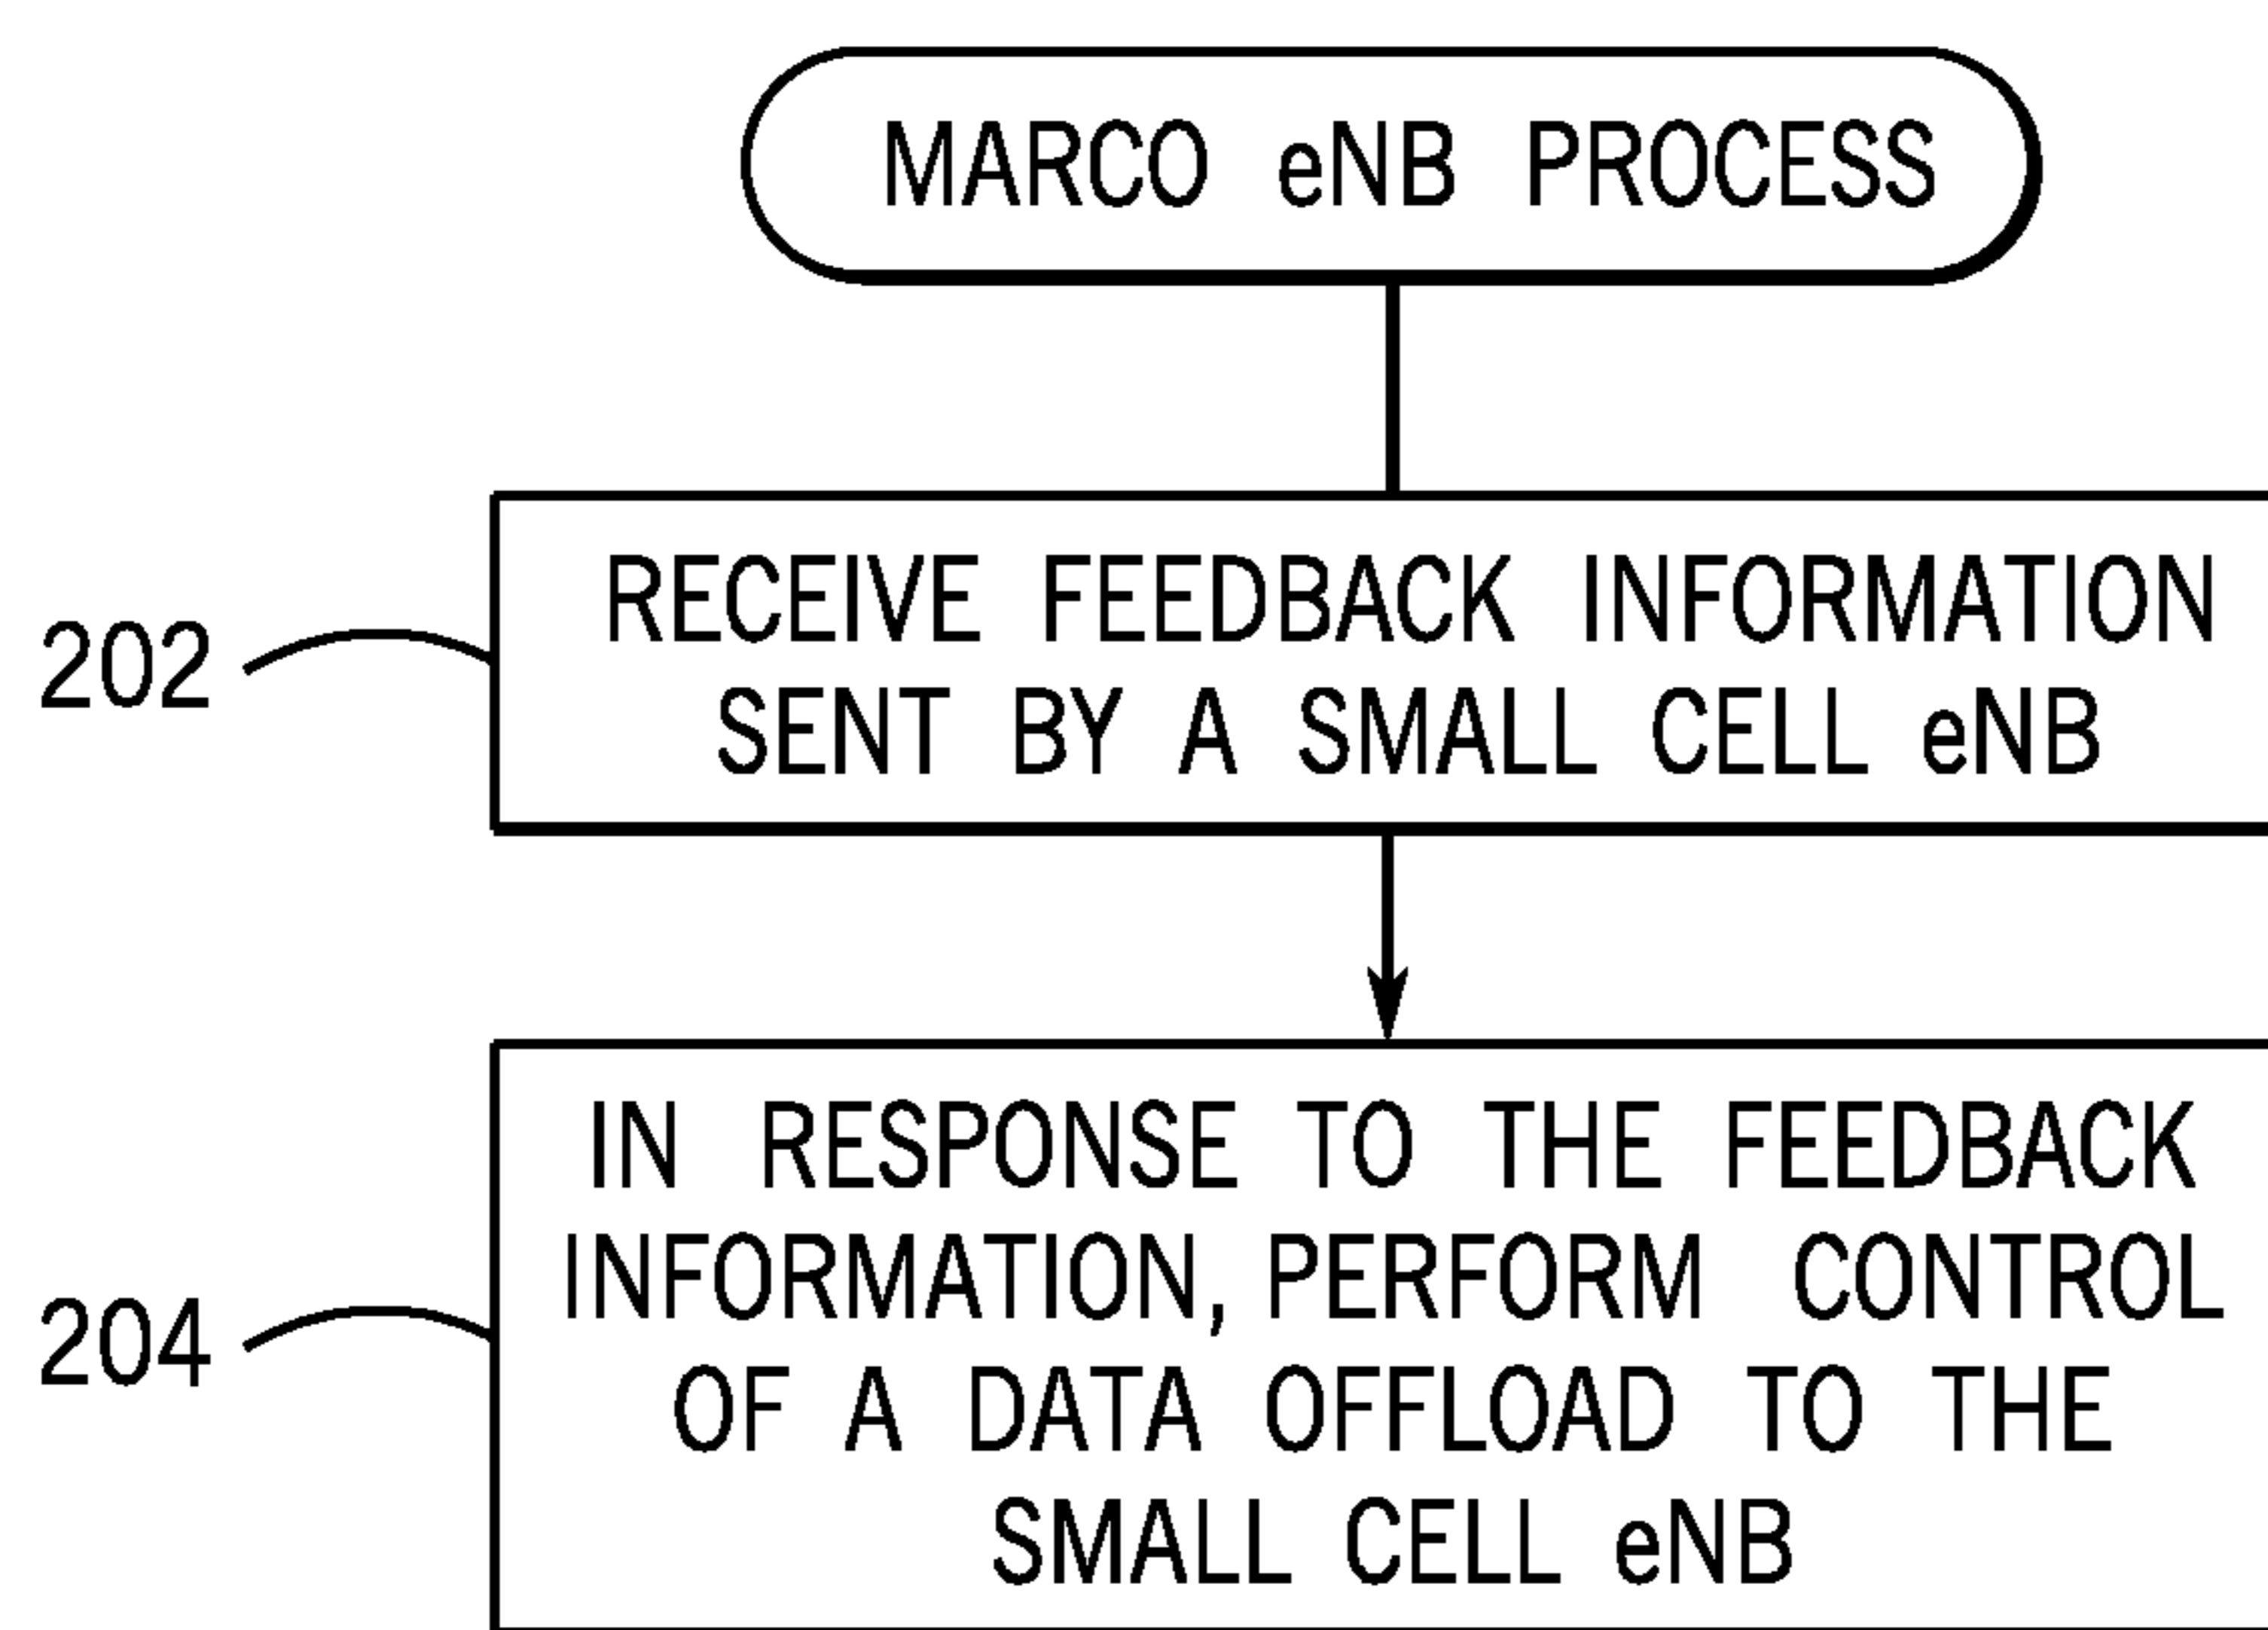 MARCO eNB PROCESS
202
RECEIVE FEEDBACK INFORMATION
SENT BY A SMALL CELL eNB
204
IN RESPONSE TO THE FEEDBACK
INFORMATION, PERFORM CONTROL
OF A DATA OFFLOAD TO THE
SMALL CELL eNB